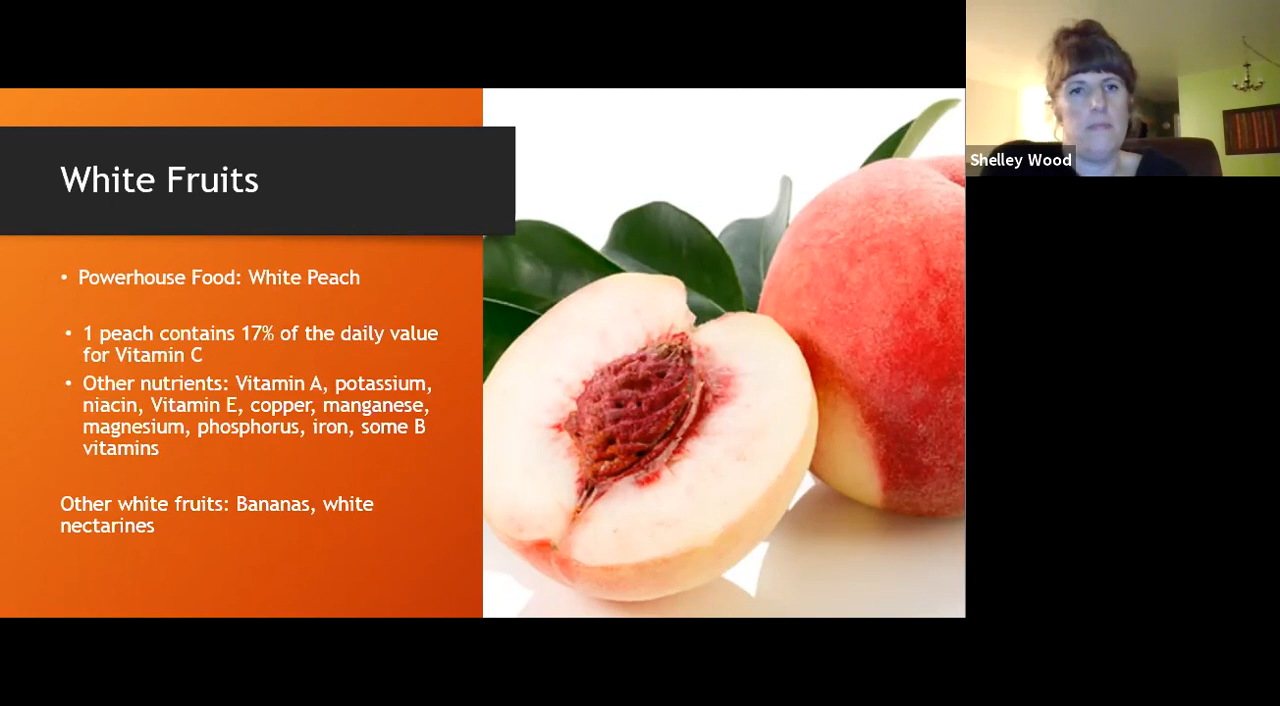 White Fruits
• Powerhouse Food: White Peach
• 1 peach contains 17% of the daily value
for Vitamin C
• Other nutrients: Vitamin A, potassium,
niacin, Vitamin E, copper, manganese,
magnesium, phosphorus, iron, some B
vitamins
Other white fruits: Bananas, white
nectarines
Shelley Wood